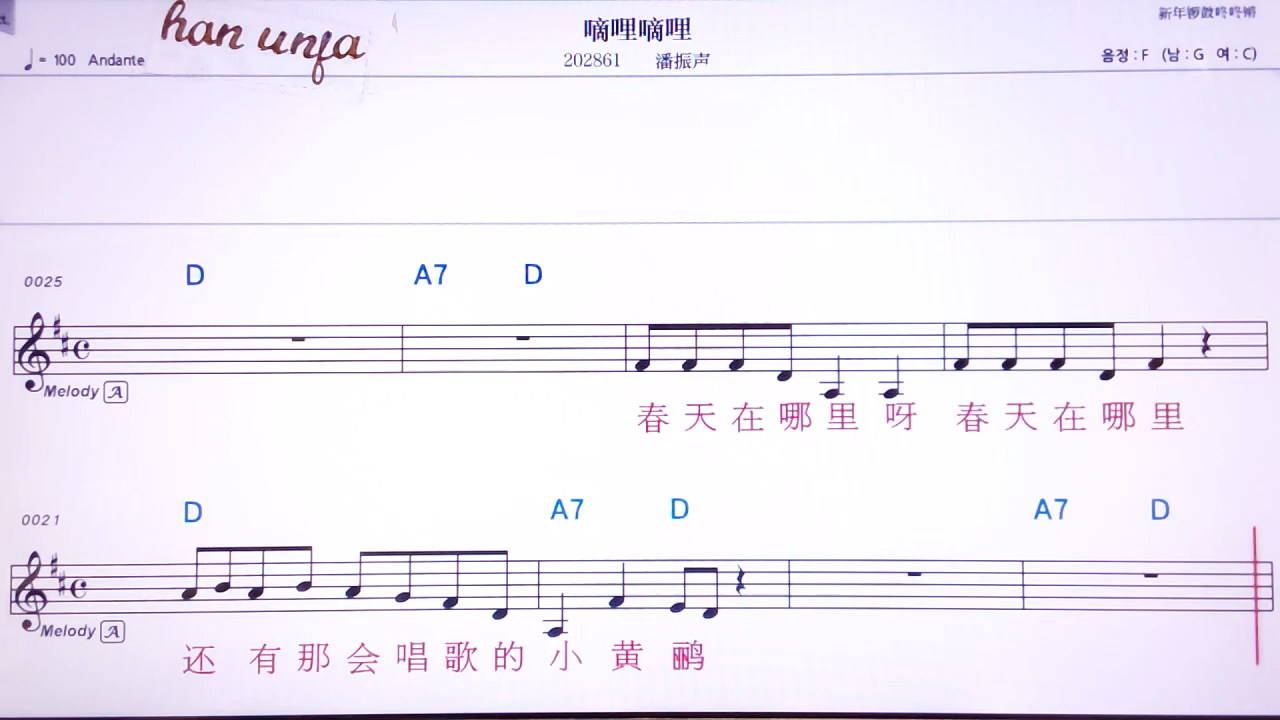 han unja
嘀哩嘀哩
♩= 100 Andante
202861 潘振声
음정 : F (남 : G 여 : C)
0025 D A7 D
Melody A
春天在哪里呀 春天在哪里
0021 D A7 D A7 D
Melody A
还有那会唱歌的小黄鹂